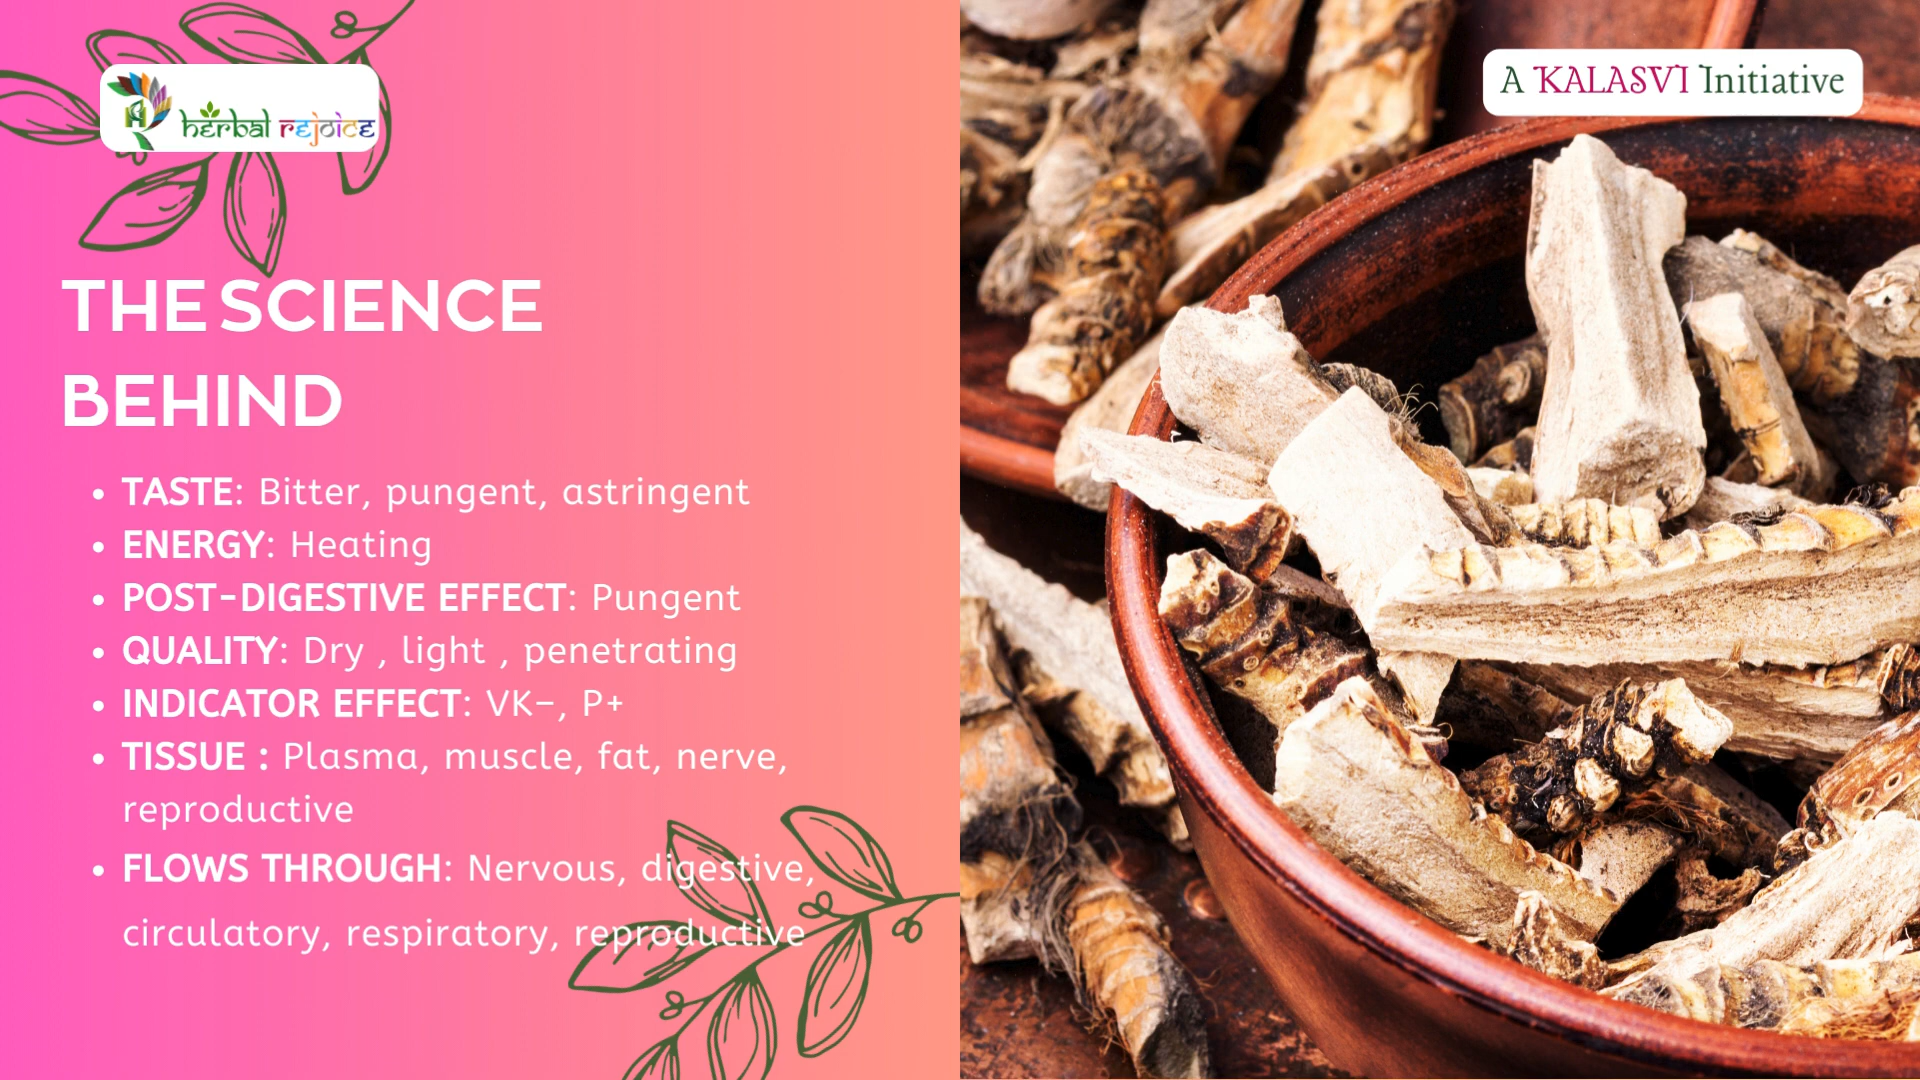 herbal rejoice
A KALASVI Initiative
THE SCIENCE
BEHIND
• TASTE: Bitter, pungent, astringent
• ENERGY: Heating
• POST-DIGESTIVE EFFECT: Pungent
• QUALITY: Dry , light , penetrating
• INDICATOR EFFECT: VK–, P+
• TISSUE : Plasma, muscle, fat, nerve,
reproductive
• FLOWS THROUGH: Nervous, digestive,
circulatory, respiratory, reproductive